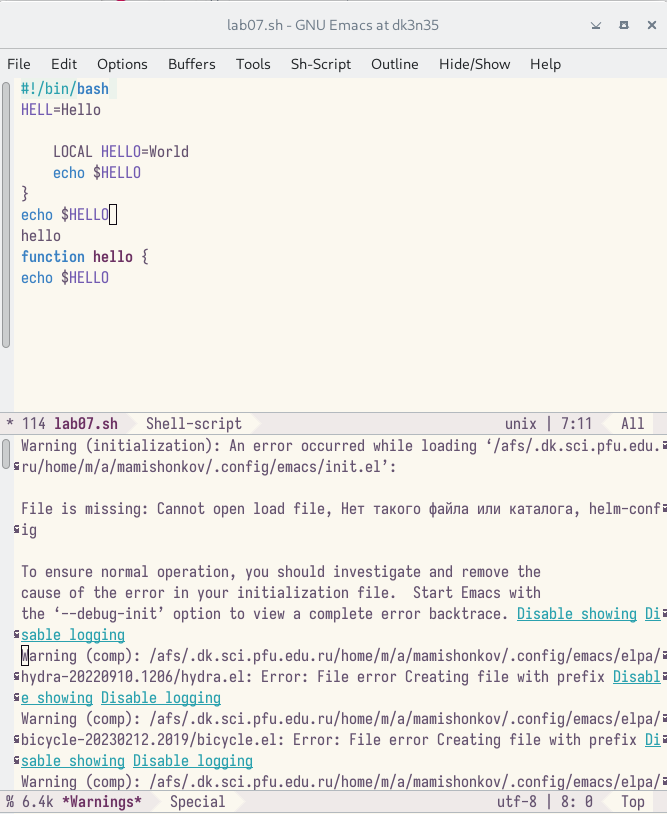 lab07.sh - GNU Emacs at dk3n35
File Edit Options Buffers Tools Sh-Script Outline Hide/Show Help
#!/bin/bash
HELL=Hello
LOCAL HELLO=World
echo $HELLO
}
echo $HELLO
hello
function hello {
echo $HELLO
* 114 lab07.sh Shell-script unix | 7:11 All
Warning (initialization): An error occurred while loading ‘/afs/.dk.sci.pfu.edu.
ru/home/m/a/mamishonkov/.config/emacs/init.el’:
File is missing: Cannot open load file, Нет такого файла или каталога, helm-conf
ig
To ensure normal operation, you should investigate and remove the
cause of the error in your initialization file.  Start Emacs with
the ‘--debug-init’ option to view a complete error backtrace. Disable showing Di
sable logging
Warning (comp): /afs/.dk.sci.pfu.edu.ru/home/m/a/mamishonkov/.config/emacs/elpa/
hydra-20220910.1206/hydra.el: Error: File error Creating file with prefix Disabl
e showing Disable logging
Warning (comp): /afs/.dk.sci.pfu.edu.ru/home/m/a/mamishonkov/.config/emacs/elpa/
bicycle-20230212.2019/bicycle.el: Error: File error Creating file with prefix Di
sable showing Disable logging
Warning (comp): /afs/.dk.sci.pfu.edu.ru/home/m/a/mamishonkov/.config/emacs/elpa/
% 6.4k *Warnings* Special utf-8 | 8: 0 Top